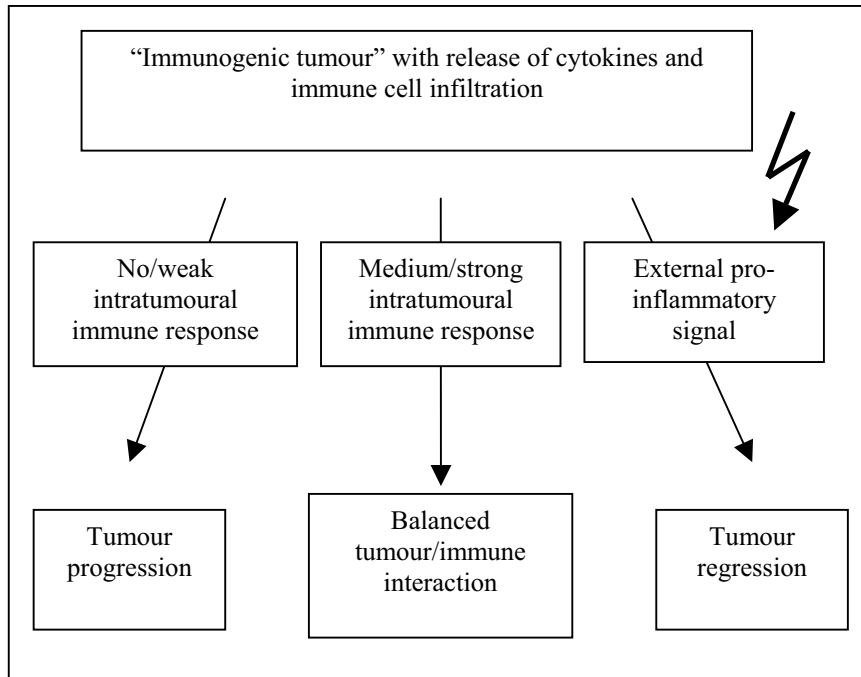 “Immunogenic tumour” with release of cytokines and
immune cell infiltration
No/weak
intratumoural
immune response
Medium/strong
intratumoural
immune response
External pro-
inflammatory
signal
Tumour
progression
Balanced
tumour/immune
interaction
Tumour
regression